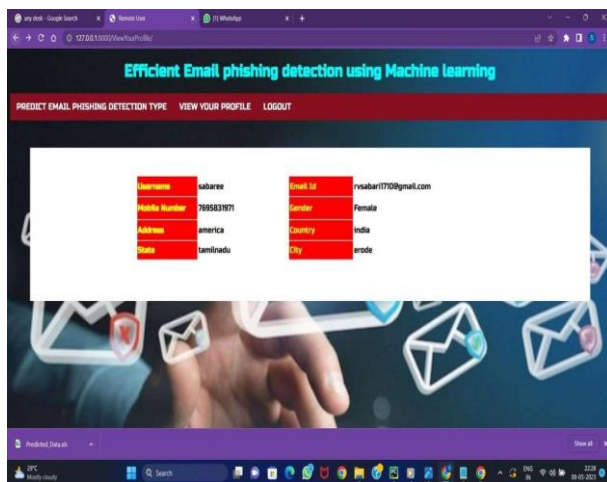 any desk - Google Search
Remote User
(1) WhatsApp
127.0.0.1:8000/ViewYourProfile/
Efficient Email phishing detection using Machine learning
PREDICT EMAIL PHISHING DETECTION TYPE VIEW YOUR PROFILE LOGOUT
Username sabaree Email Id rvsabari1710@gmail.com
Mobile Number 7695831971 Gender Female
Address america Country india
State tamilnadu City erode
Predicted_Data.xls
Show all
29°C
Mostly cloudy
Search
ENG
IN
22:28
08-05-2023